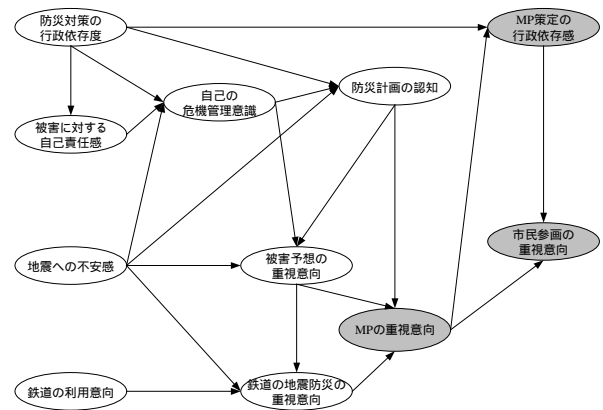 防災対策の
行政依存度
MP策定の
行政依存感
自己の
危機管理意識
防災計画の認知
被害に対する
自己責任感
市民参画の
重視意向
地震への不安感
被害予想の
重視意向
MPの重視意向
鉄道の利用意向
鉄道の地震防災の
重視意向